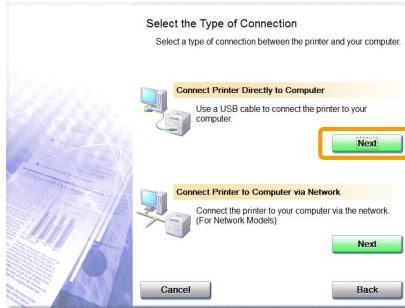 Select the Type of Connection
Select a type of connection between the printer and your computer.
Connect Printer Directly to Computer
Use a USB cable to connect the printer to your
computer.
Next
Connect Printer to Computer via Network
Connect the printer to your computer via the network.
(For Network Models)
Next
Cancel
Back